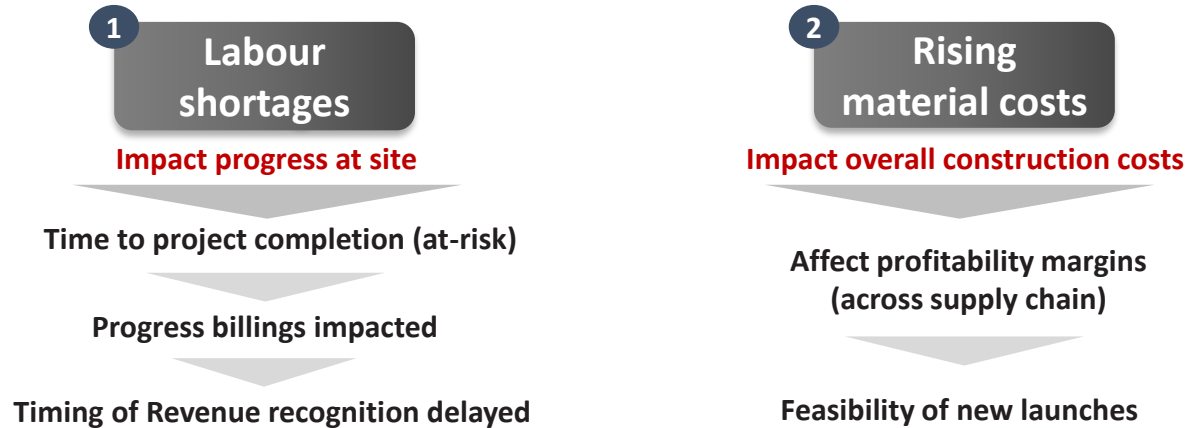 1
Labour
shortages
Impact progress at site
Time to project completion (at-risk)
Progress billings impacted
Timing of Revenue recognition delayed
2
Rising
material costs
Impact overall construction costs
Affect profitability margins
(across supply chain)
Feasibility of new launches